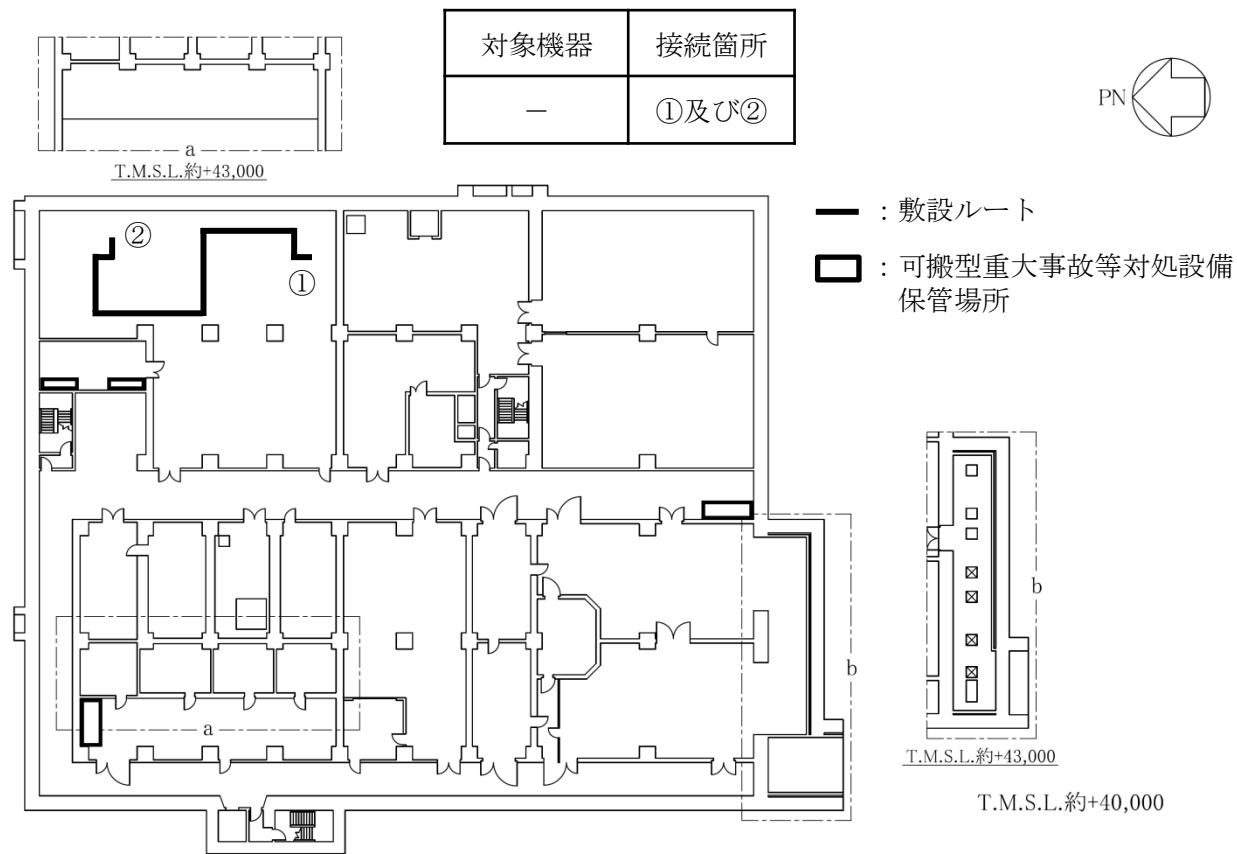 対象機器 接続箇所
― ①及び②
PN
a
T.M.S.L.約+43,000
━ ：敷設ルート
：可搬型重大事故等対処設備
保管場所
②
①
b
a
b
T.M.S.L.約+43,000
T.M.S.L.約+40,000